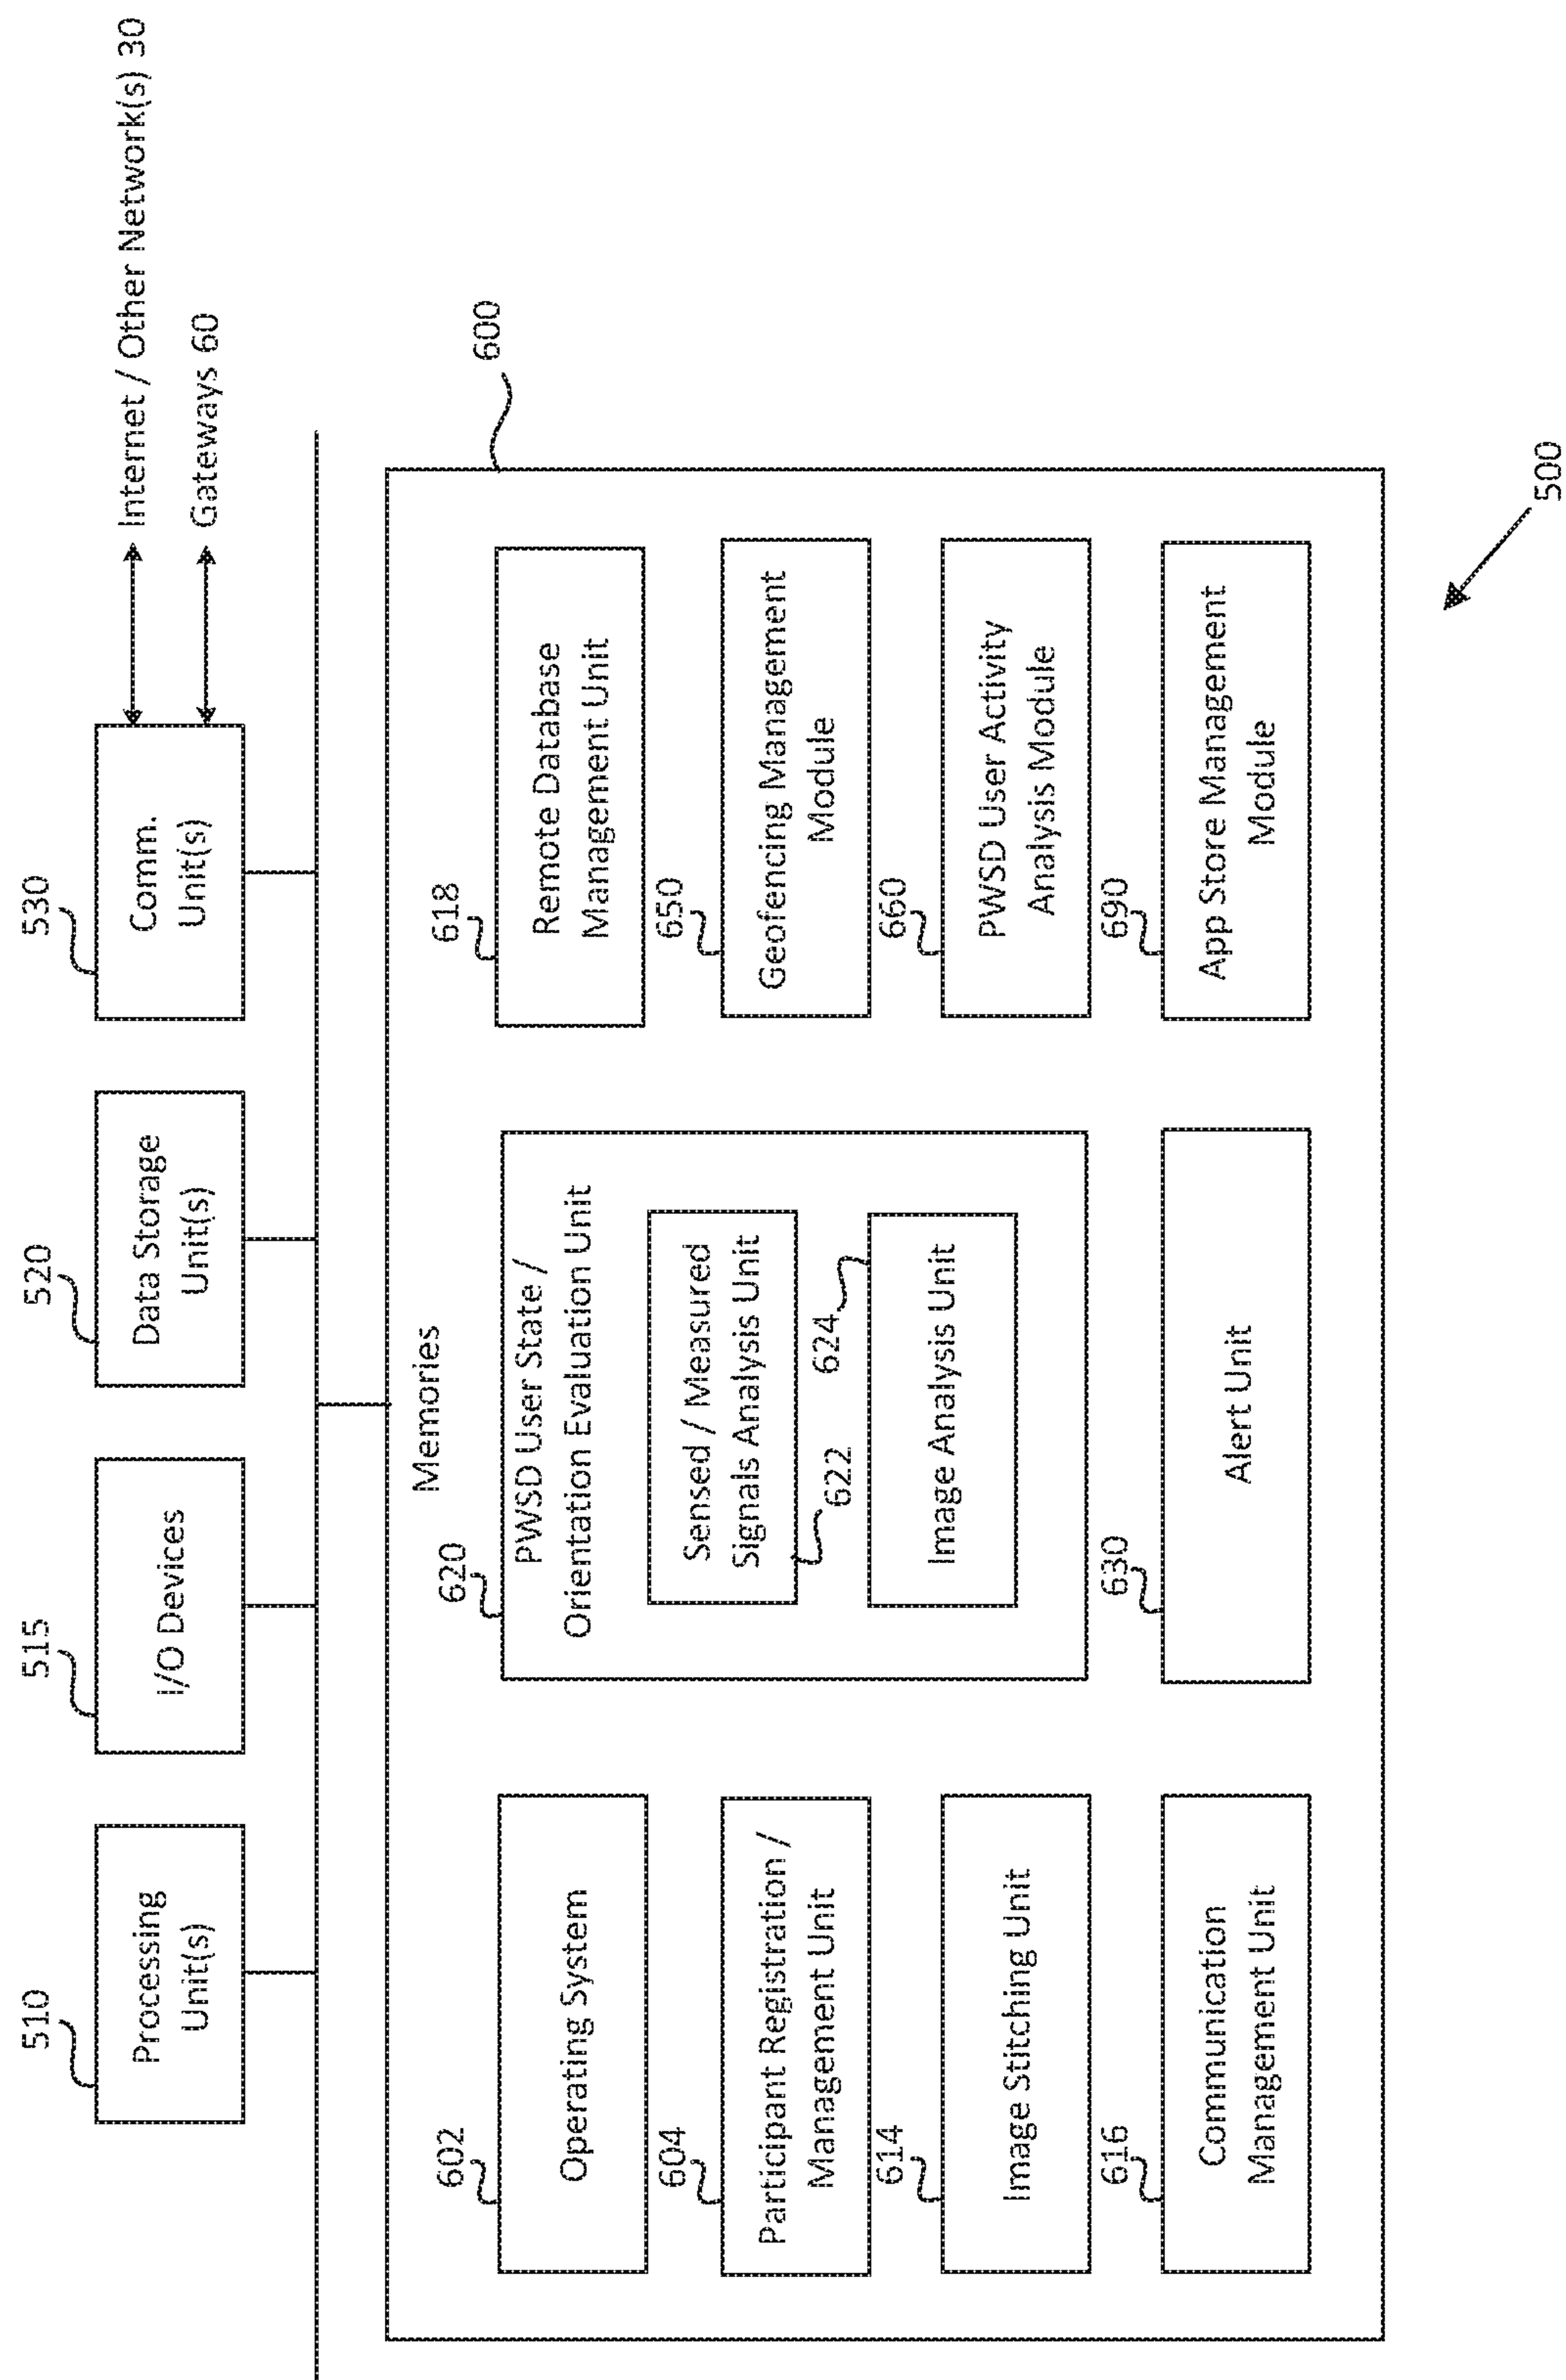 510
Processing
Unit(s)
515
I/O Devices
520
Data Storage
Unit(s)
530
Comm.
Unit(s)
Internet / Other Network(s) 30
Gateways 60
Memories
600
602
Operating System
604
Participant Registration /
Management Unit
614
Image Stitching Unit
616
Communication
Management Unit
620
PWSD User State /
Orientation Evaluation Unit
Sensed / Measured
Signals Analysis Unit
622
624
Image Analysis Unit
630
Alert Unit
618
Remote Database
Management Unit
650
Geofencing Management
Module
660
PWSD User Activity
Analysis Module
690
App Store Management
Module
500